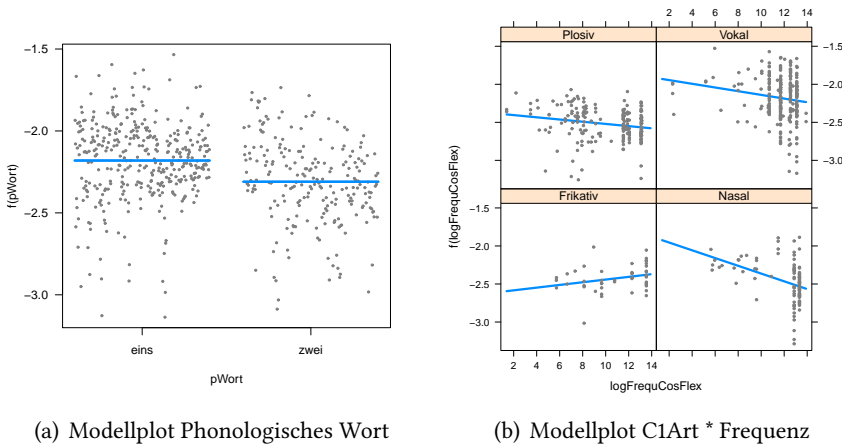 −1.5
−2.0
−2.5
−3.0
f(pWort)
eins zwei
pWort
2 4 6 8 10 12 14
Plosiv Vokal
−1.5
−2.0
−2.5
−3.0
Frikativ Nasal
−1.5
−2.0
−2.5
−3.0
f(logFrequCosFlex)
2 4 6 8 10 12 14
logFrequCosFlex
(a) Modellplot Phonologisches Wort
(b) Modellplot C1Art * Frequenz